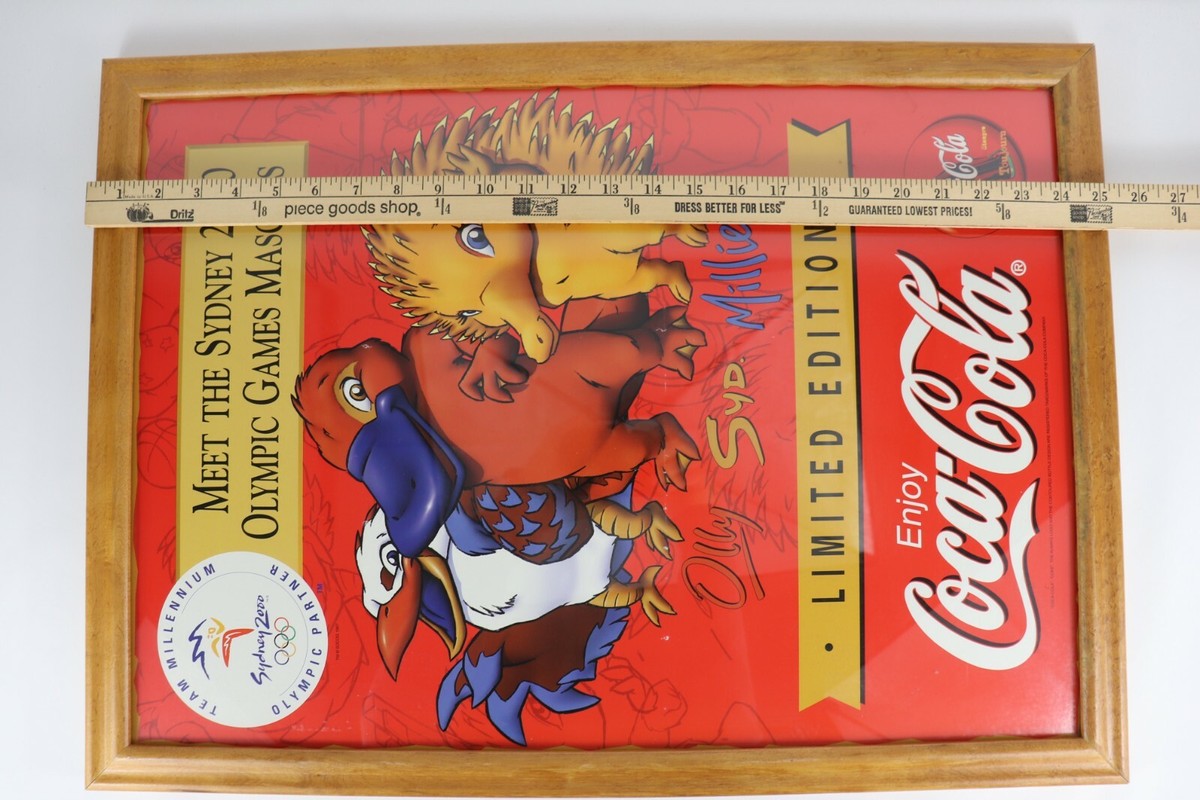 MEET THE SYDNEY 2
OLYMPIC GAMES MASC S
TEAM MILLENNIUM
OLYMPIC PARTNER
Sydney 2000
Millie
Syd.
Olly
• LIMITED EDITION
Cola
Enjoy
Coca-Cola ®
1 2 3 5 6 7 8 9 10 11 12 13 14 15 16 17 18 19 20 21 22 23 24 25 26 27
Dritz 1/8 piece goods shop. 1/4 3/8 DRESS BETTER FOR LESS 1/2 GUARANTEED LOWEST PRICES! 5/8 3/4